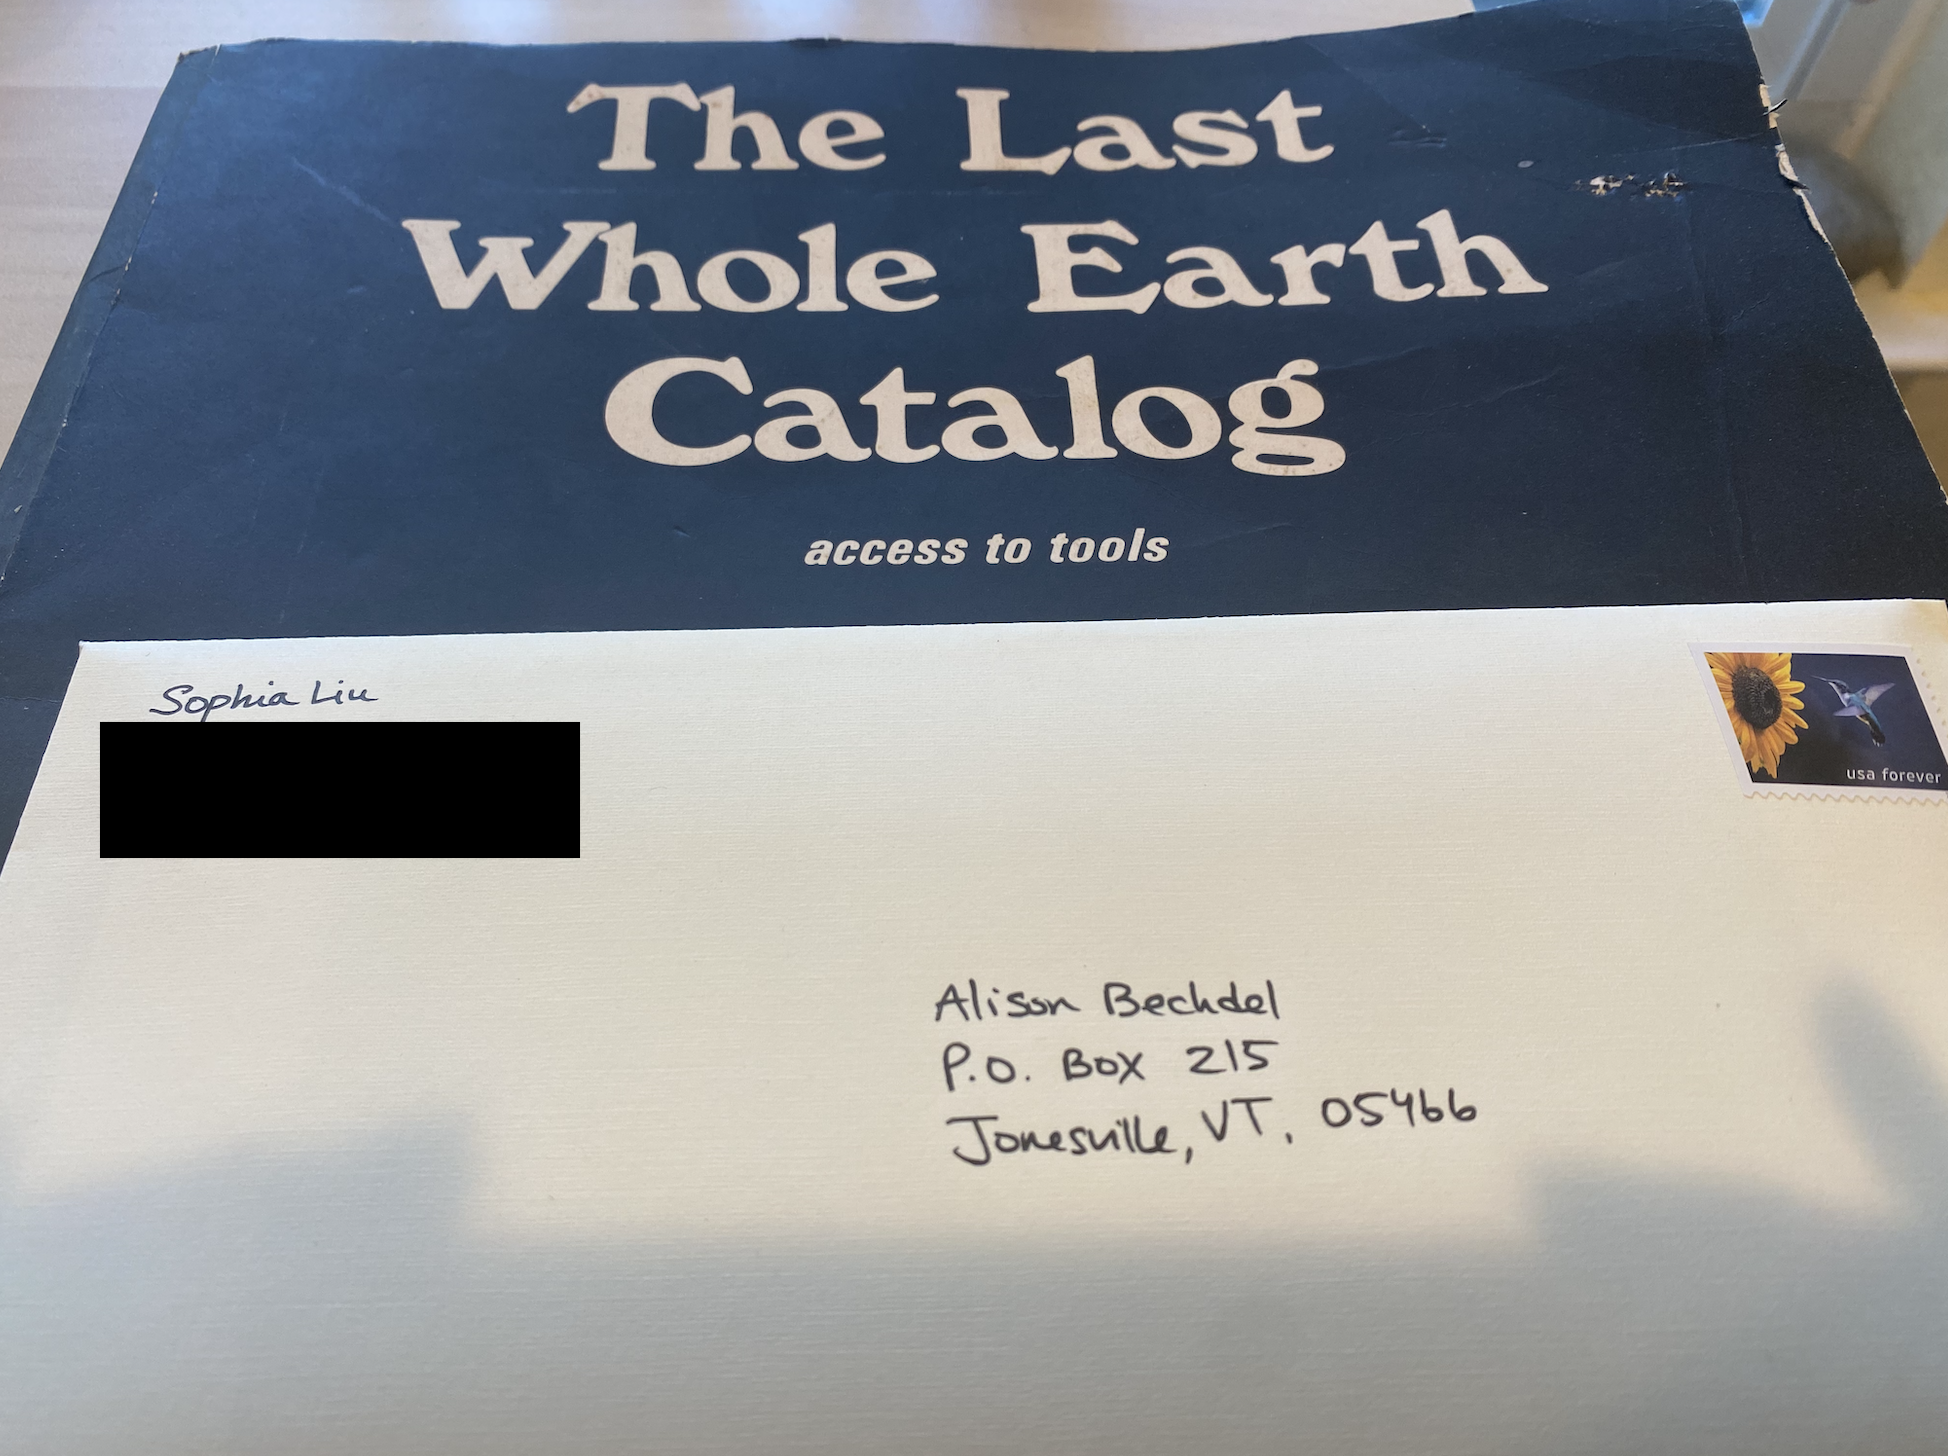 The Last
Whole Earth
Catalog
access to tools
Sophia Liu
usa forever
Alison Bechdel
P.O. Box 215
Jonesville, VT, 05466